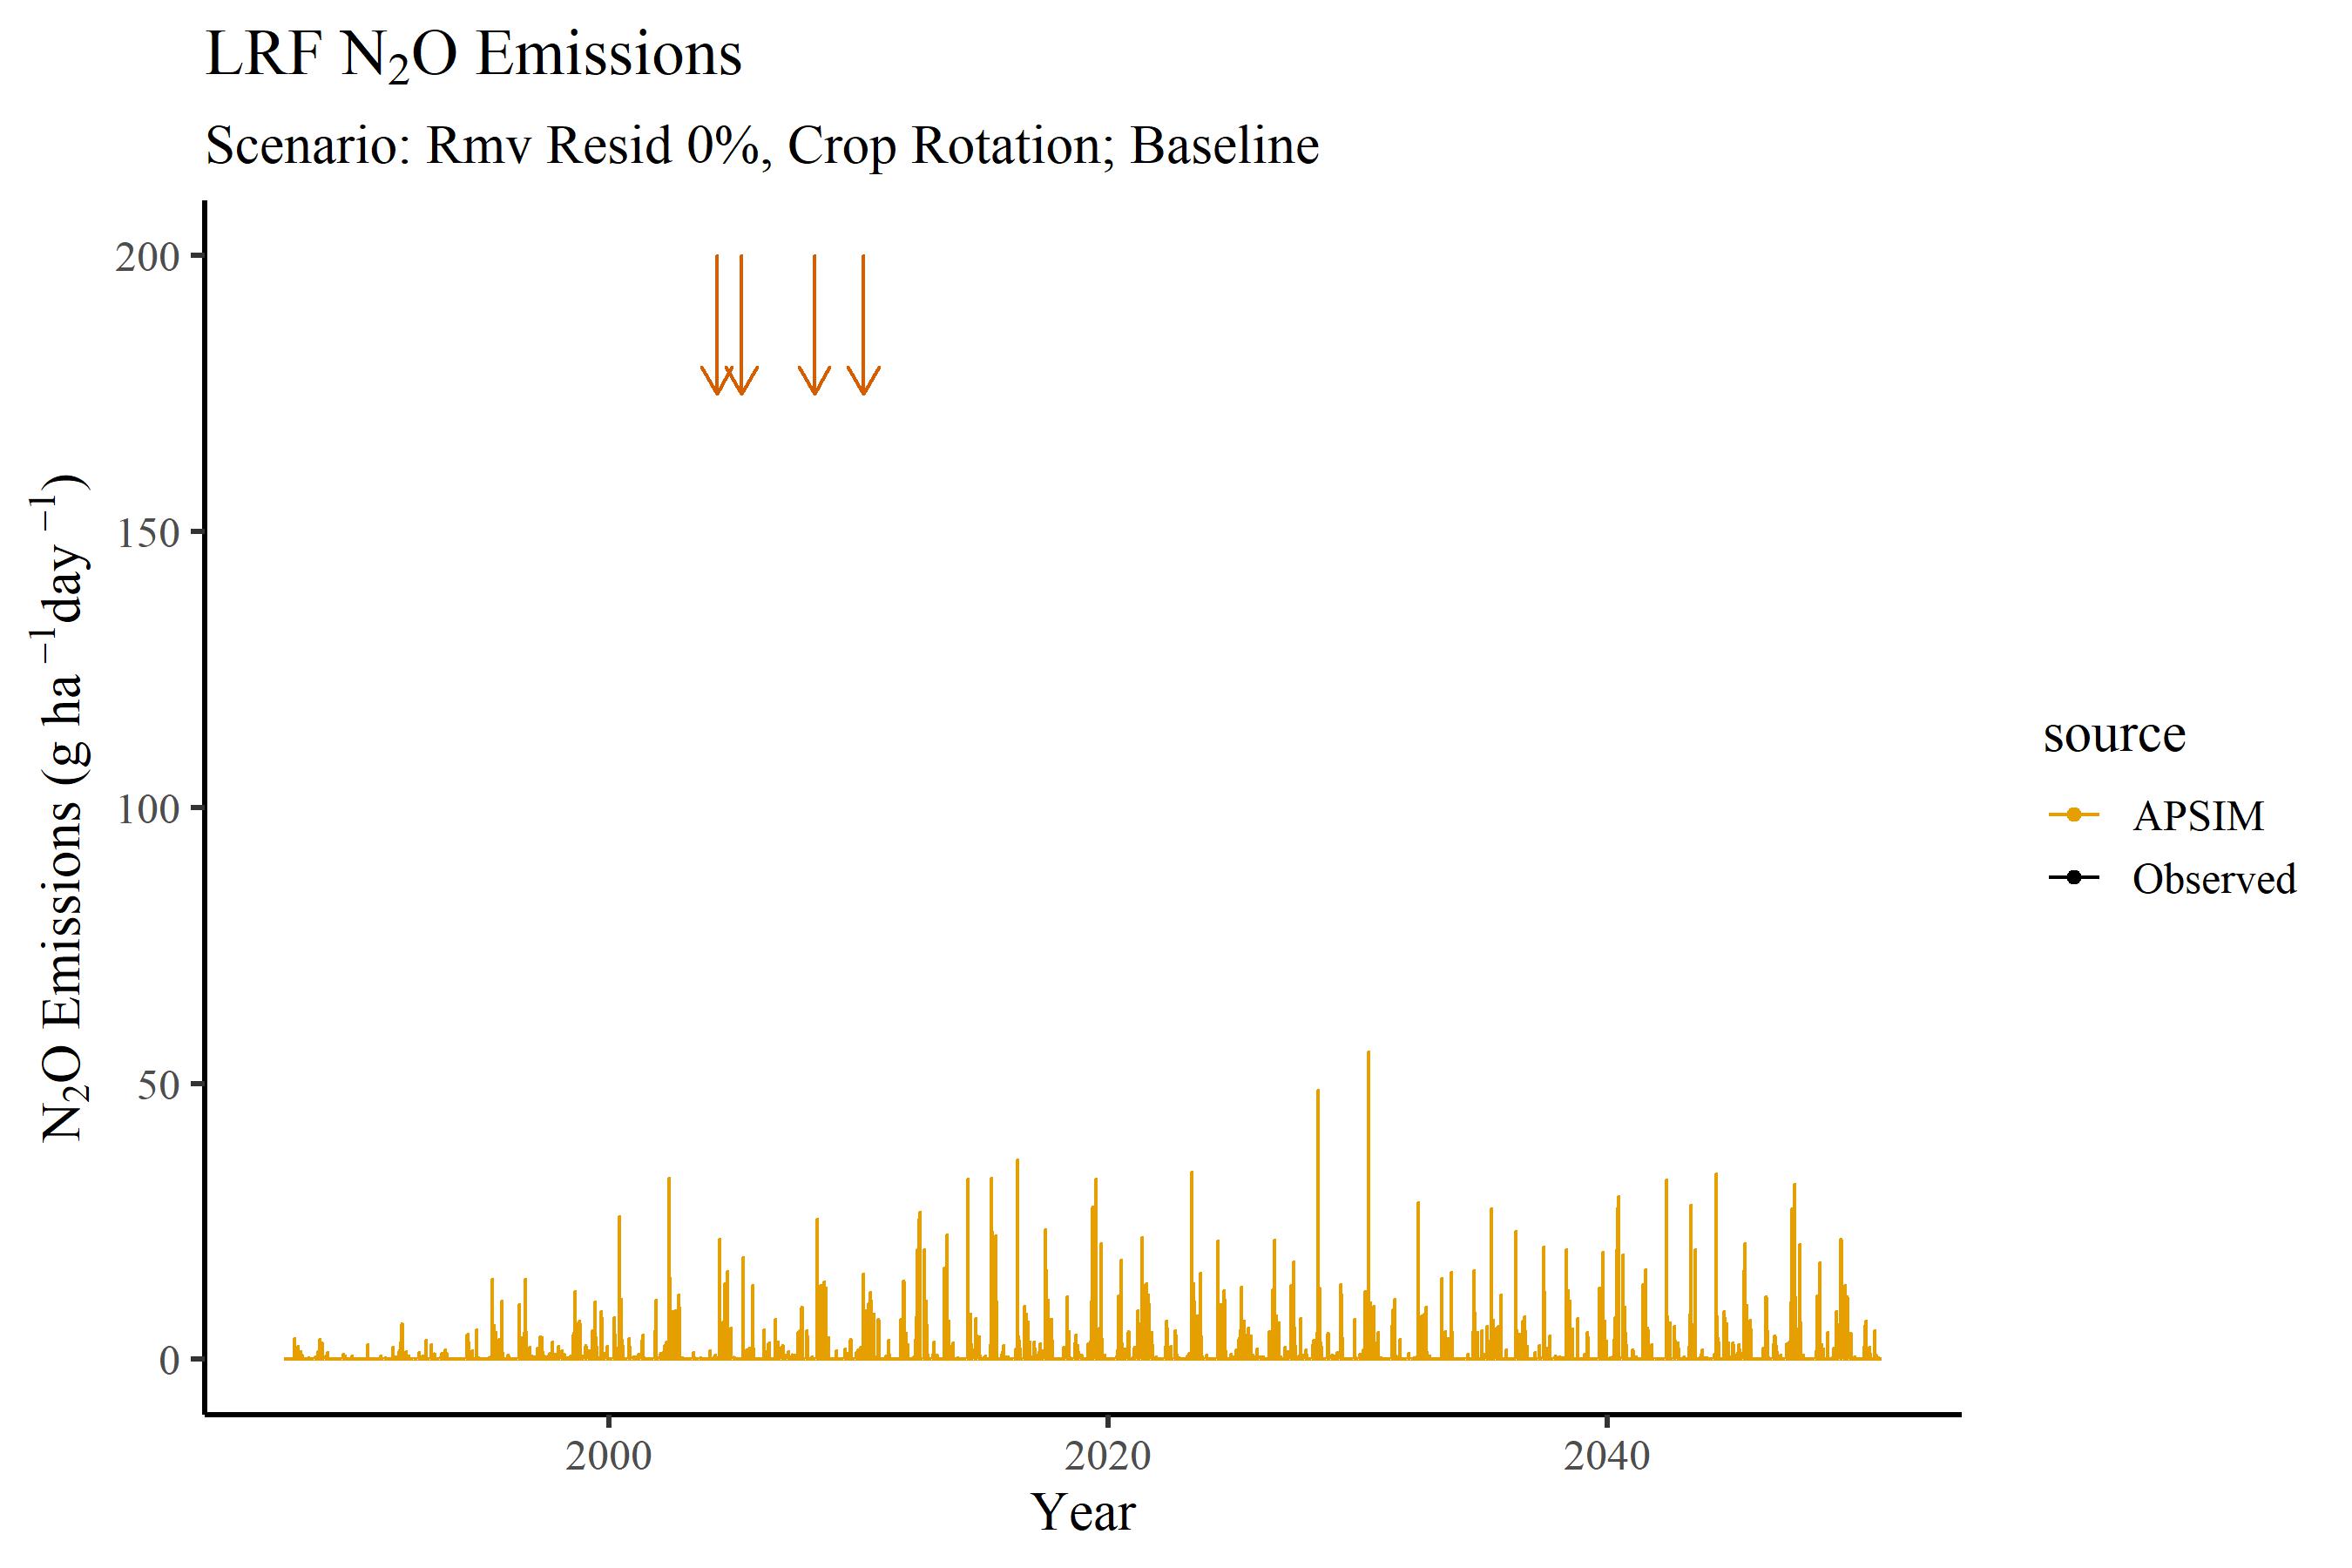 LRF N₂O Emissions
Scenario: Rmv Resid 0%, Crop Rotation; Baseline
N₂O Emissions (g ha ⁻¹day ⁻¹)
200
150
100
50
0
2000 2020 2040
Year
source
APSIM
Observed